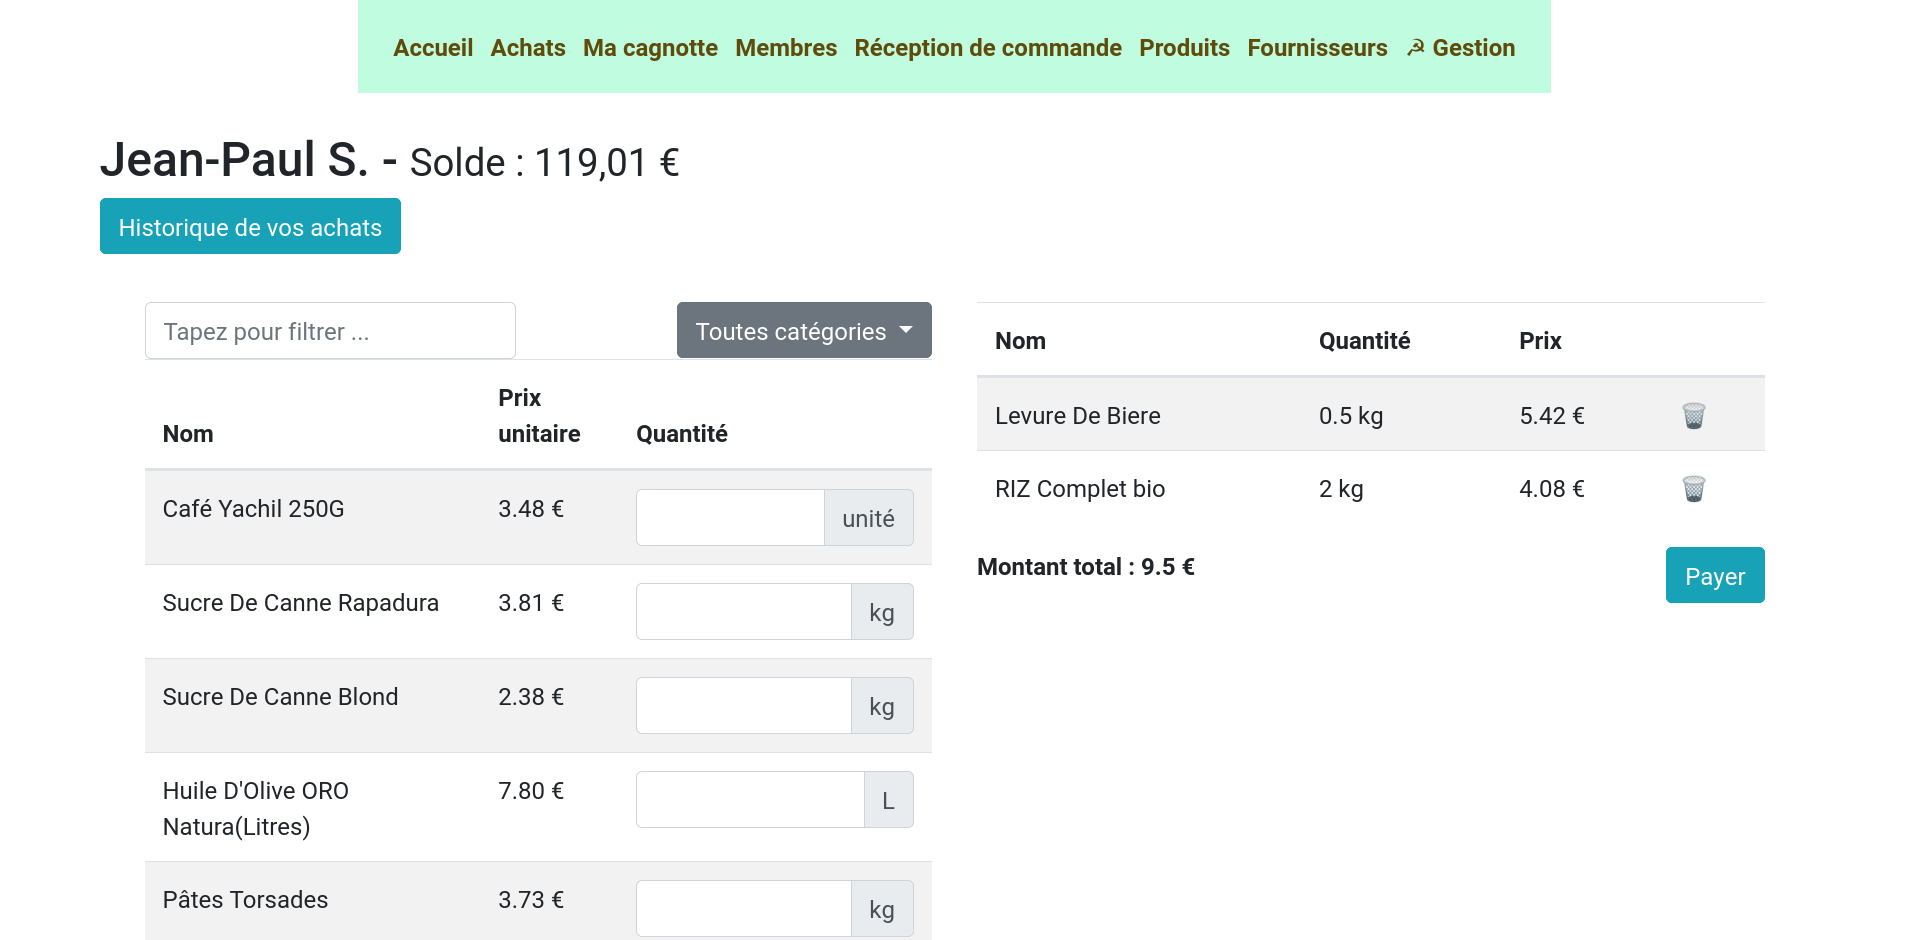 Accueil Achats Ma cagnotte Membres Réception de commande Produits Fournisseurs ☭ Gestion
Jean-Paul S. - Solde : 119,01 €
Historique de vos achats
Tapez pour filtrer ... Toutes catégories
Nom Prix unitaire Quantité
Café Yachil 250G 3.48 € unité
Sucre De Canne Rapadura 3.81 € kg
Sucre De Canne Blond 2.38 € kg
Huile D'Olive ORO 7.80 € L
Natura(Litres)
Pâtes Torsades 3.73 € kg
Nom Quantité Prix
Levure De Biere 0.5 kg 5.42 €
RIZ Complet bio 2 kg 4.08 €
Montant total : 9.5 € Payer